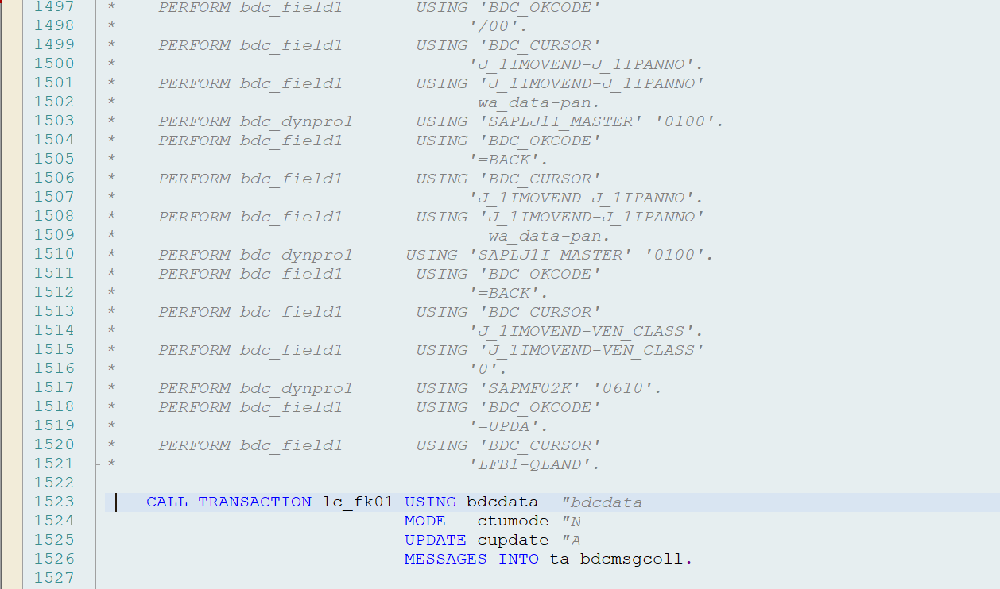 1497 * PERFORM bdc_field1 USING 'BDC_OKCODE'
1498 * '/00'.
1499 * PERFORM bdc_field1 USING 'BDC_CURSOR'
1500 * 'J_1IMOVEND-J_1IPANNO'.
1501 * PERFORM bdc_field1 USING 'J_1IMOVEND-J_1IPANNO'
1502 * wa_data-pan.
1503 * PERFORM bdc_dynpro1 USING 'SAPLJ1I_MASTER' '0100'.
1504 * PERFORM bdc_field1 USING 'BDC_OKCODE'
1505 * '=BACK'.
1506 * PERFORM bdc_field1 USING 'BDC_CURSOR'
1507 * 'J_1IMOVEND-J_1IPANNO'.
1508 * PERFORM bdc_field1 USING 'J_1IMOVEND-J_1IPANNO'
1509 * wa_data-pan.
1510 * PERFORM bdc_dynpro1 USING 'SAPLJ1I_MASTER' '0100'.
1511 * PERFORM bdc_field1 USING 'BDC_OKCODE'
1512 * '=BACK'.
1513 * PERFORM bdc_field1 USING 'BDC_CURSOR'
1514 * 'J_1IMOVEND-VEN_CLASS'.
1515 * PERFORM bdc_field1 USING 'J_1IMOVEND-VEN_CLASS'
1516 * '0'.
1517 * PERFORM bdc_dynpro1 USING 'SAPMF02K' '0610'.
1518 * PERFORM bdc_field1 USING 'BDC_OKCODE'
1519 * '=UPDA'.
1520 * PERFORM bdc_field1 USING 'BDC_CURSOR'
1521 * 'LFB1-QLAND'.
1522
1523 CALL TRANSACTION lc_fk01 USING bdcdata "bdcdata
1524 MODE ctumode "N
1525 UPDATE cupdate "A
1526 MESSAGES INTO ta_bdcmsgcoll.
1527